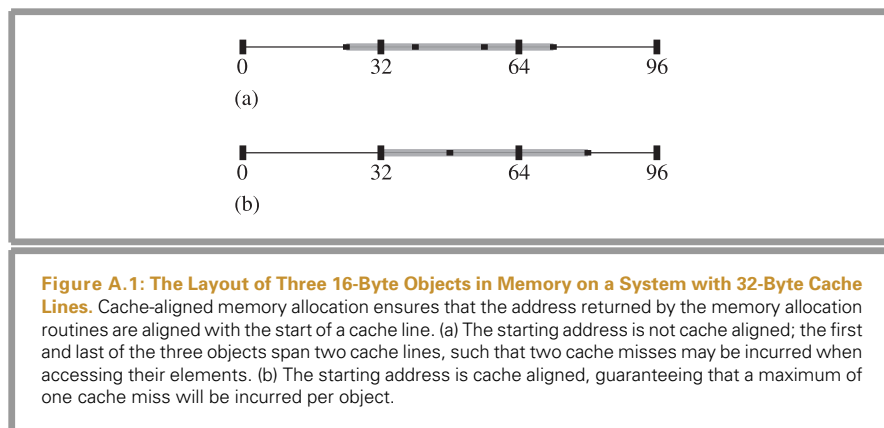 0 32 64 96
(a)
0 32 64 96
(b)
Figure A.1: The Layout of Three 16-Byte Objects in Memory on a System with 32-Byte Cache
Lines. Cache-aligned memory allocation ensures that the address returned by the memory allocation
routines are aligned with the start of a cache line. (a) The starting address is not cache aligned; the first
and last of the three objects span two cache lines, such that two cache misses may be incurred when
accessing their elements. (b) The starting address is cache aligned, guaranteeing that a maximum of
one cache miss will be incurred per object.